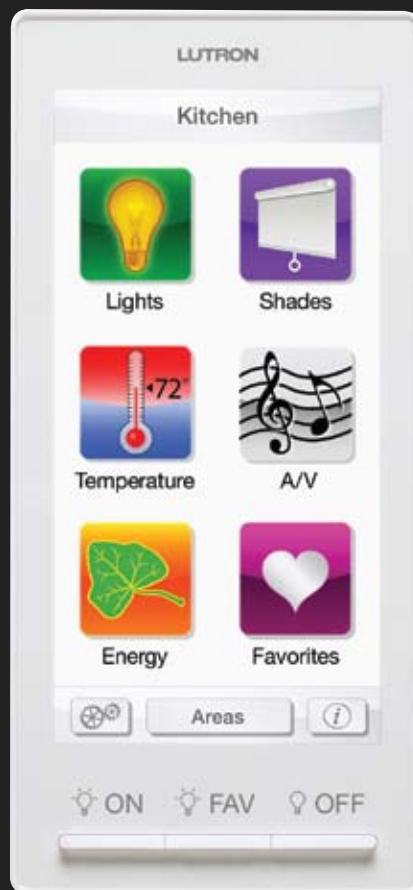 LUTRON
Kitchen
Lights
Shades
72°
Temperature
A/V
Energy
Favorites
Areas
i
ON
FAV
OFF